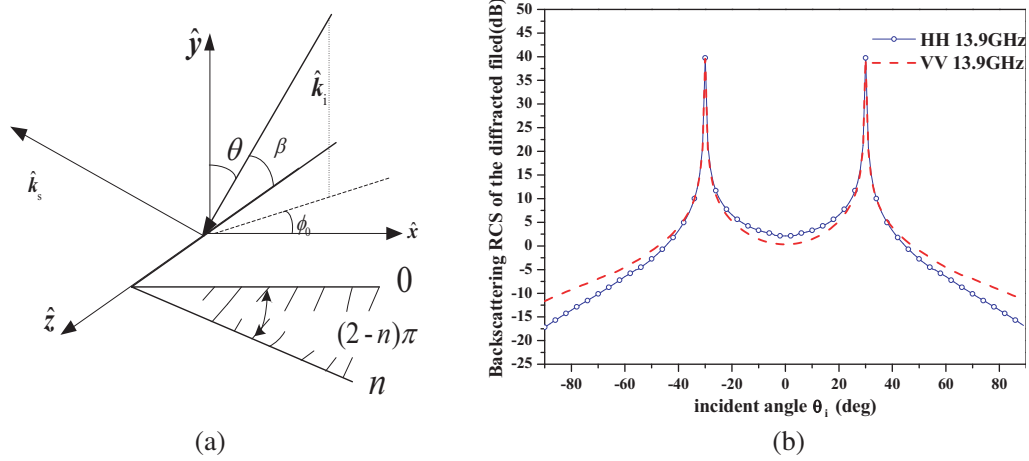 ŷ
k̂ᵢ
θ
β
k̂ₛ
ϕ₀
x̂
0
ẑ
(2 - n)π
n
(a)
Backscattering RCS of the diffracted filed(dB)
50
45
40
35
30
25
20
15
10
5
0
-5
-10
-15
-20
-25
HH 13.9GHz
VV 13.9GHz
-80 -60 -40 -20 0 20 40 60 80
incident angle θ i (deg)
(b)